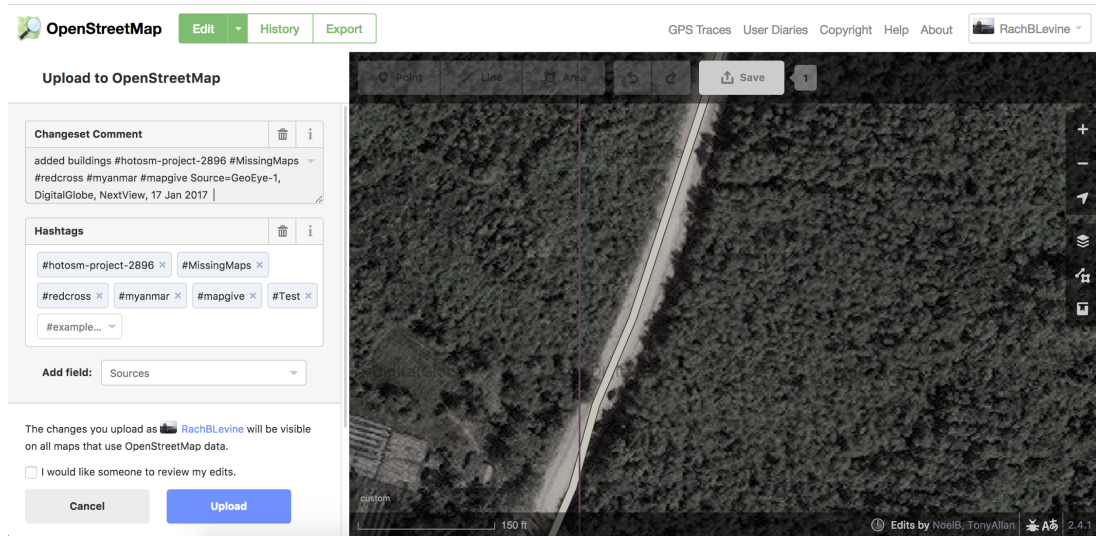 OpenStreetMap Edit History Export GPS Traces User Diaries Copyright Help About RachBLevine
Upload to OpenStreetMap
Point Line Area Save 1
Changeset Comment i
added buildings #hotosm-project-2896 #MissingMaps
#redcross #myanmar #mapgive Source=GeoEye-1,
DigitalGlobe, NextView, 17 Jan 2017
Hashtags i
#hotosm-project-2896 × #MissingMaps ×
#redcross × #myanmar × #mapgive × #Test ×
#example...
Add field: Sources
The changes you upload as RachBLevine will be visible
on all maps that use OpenStreetMap data.
I would like someone to review my edits.
Cancel Upload
custom
150 ft Edits by NoelB, TonyAllan Aあ 2.4.1